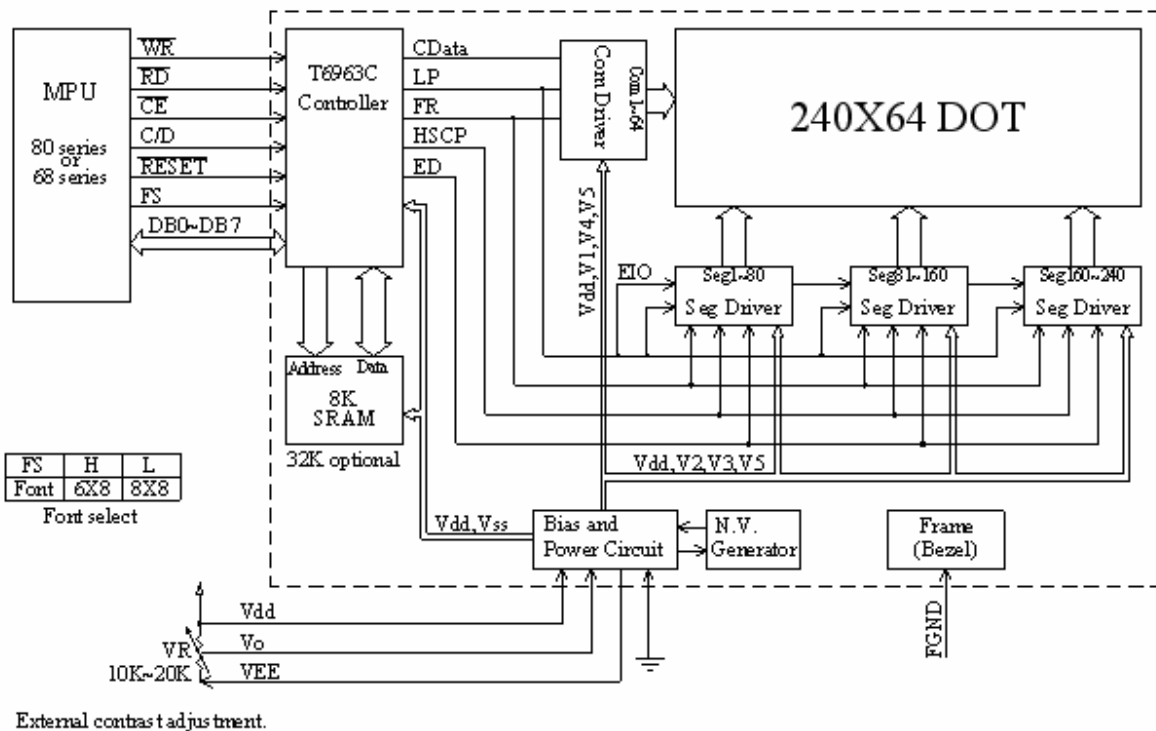 MPU
80 series
or
68 series
WR
RD
CE
C/D
RESET
FS
DB0~DB7
T6963C
Controller
CData
LP
FR
HSCP
ED
Com Driver
Com 1~64
240X64 DOT
Vdd,V1,V4,V5
EIO
Seg1~80
Seg Driver
Seg81~160
Seg Driver
Seg160~240
Seg Driver
Address
Data
8K
SRAM
32K optional
FS H L
Font 6X8 8X8
Font select
Vdd,V2,V3,V5
Vdd,Vss
Bias and
Power Circuit
N.V.
Generator
Frame
(Bezel)
FGND
Vdd
Vo
VEE
VR
10K~20K
External contrast adjustment.